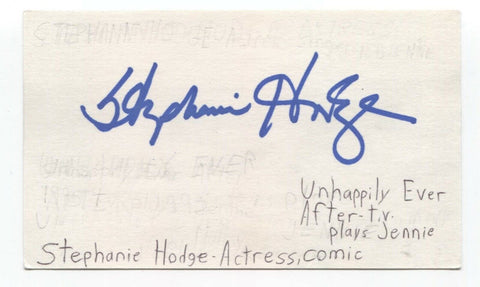 Stephanie Hodge
Unhappily Ever
After-t.v.
plays Jennie
Stephanie Hodge-Actress, comic